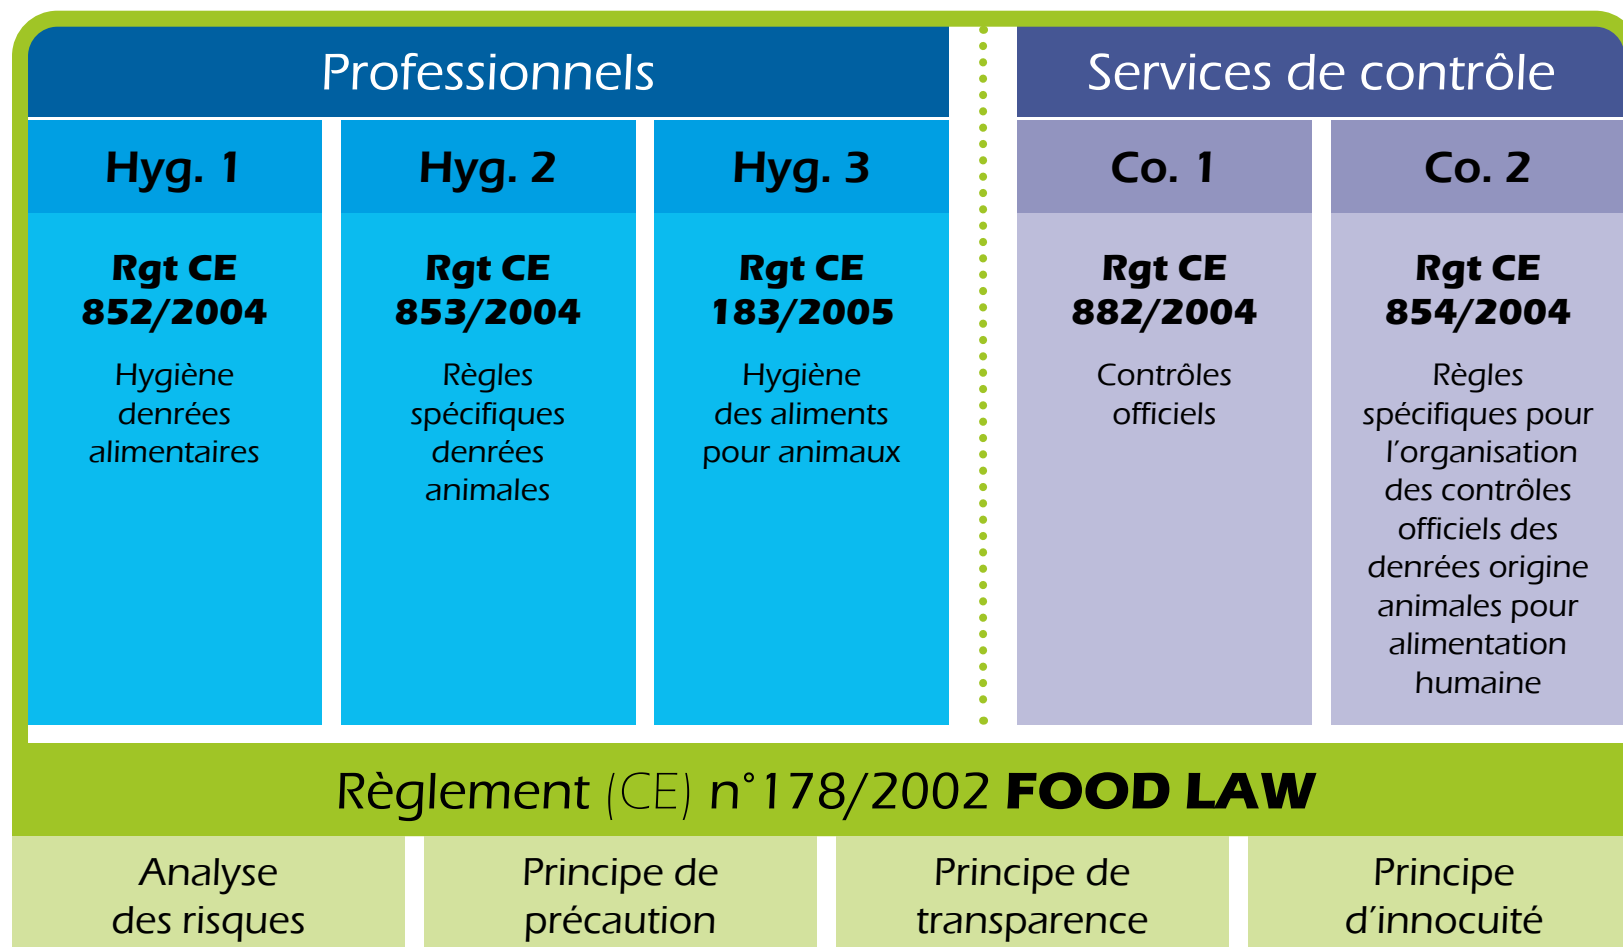 Professionnels
Services de contrôle
Hyg. 1
Rgt CE
852/2004
Hygiène
denrées
alimentaires
Hyg. 2
Rgt CE
853/2004
Règles
spécifiques
denrées
animales
Hyg. 3
Rgt CE
183/2005
Hygiène
des aliments
pour animaux
Co. 1
Rgt CE
882/2004
Contrôles
officiels
Co. 2
Rgt CE
854/2004
Règles
spécifiques pour
l'organisation
des contrôles
officiels des
denrées origine
animales pour
alimentation
humaine
Règlement (CE) n°178/2002 FOOD LAW
Analyse
des risques
Principe de
précaution
Principe de
transparence
Principe
d'innocuité